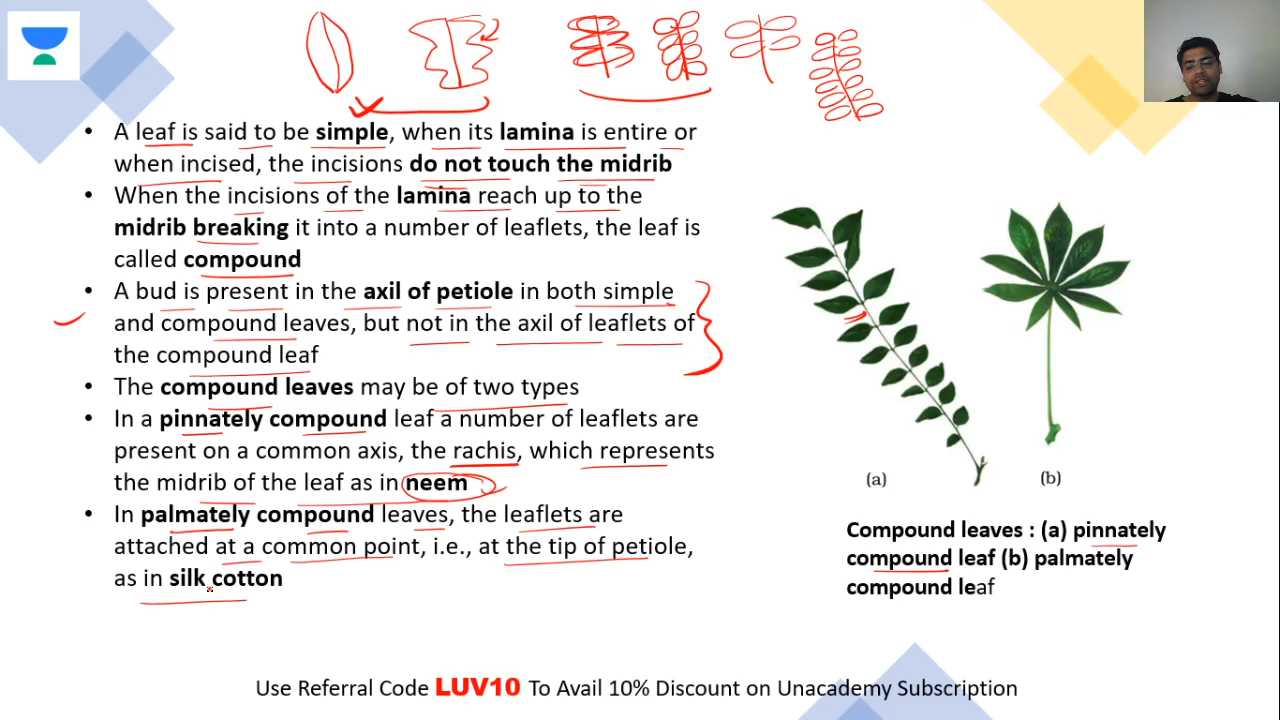 • A leaf is said to be simple, when its lamina is entire or
when incised, the incisions do not touch the midrib
• When the incisions of the lamina reach up to the
midrib breaking it into a number of leaflets, the leaf is
called compound
• A bud is present in the axil of petiole in both simple
and compound leaves, but not in the axil of leaflets of
the compound leaf
• The compound leaves may be of two types
• In a pinnately compound leaf a number of leaflets are
present on a common axis, the rachis, which represents
the midrib of the leaf as in neem
• In palmately compound leaves, the leaflets are
attached at a common point, i.e., at the tip of petiole,
as in silk cotton
(a)
(b)
Compound leaves : (a) pinnately
compound leaf (b) palmately
compound leaf
Use Referral Code LUV10 To Avail 10% Discount on Unacademy Subscription